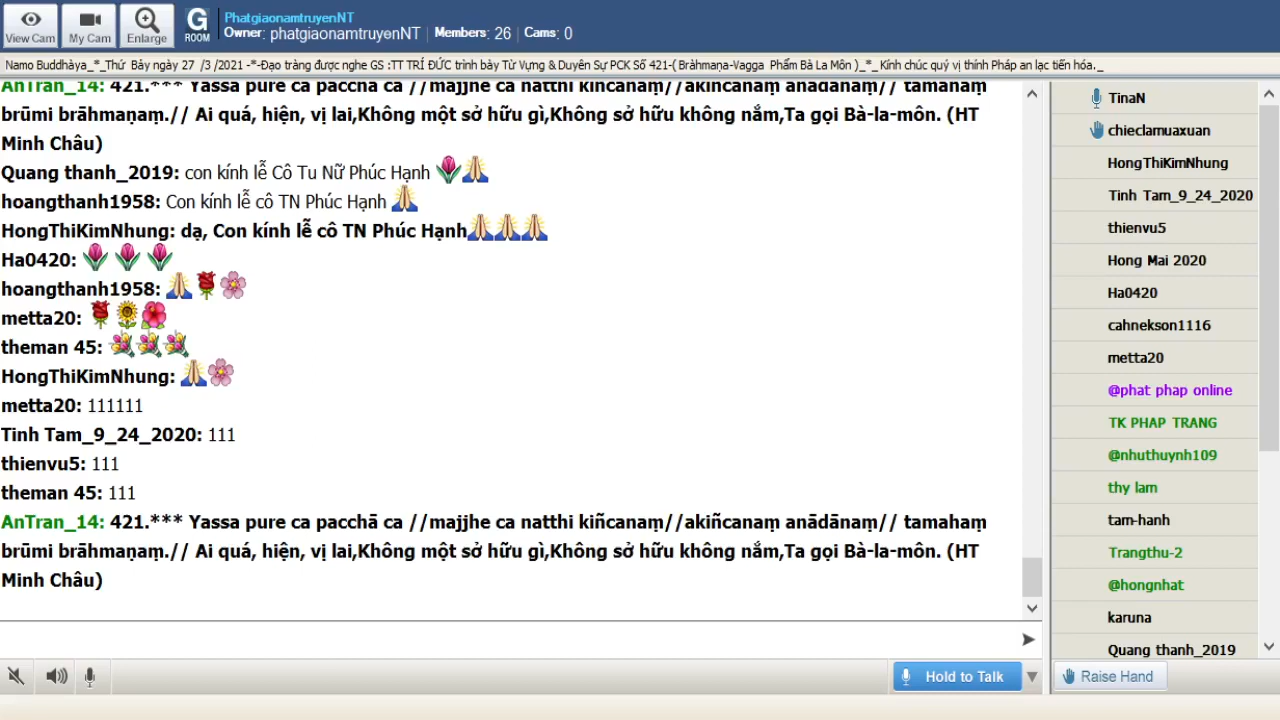 PhatgiaonamtruyenNT
Owner: phatgiaonamtruyenNT | Members: 26 | Cams: 0
View Cam
My Cam
Enlarge
G
ROOM
Namo Buddhàya_*_Thứ Bảy ngày 27 /3 /2021 -*-Đạo tràng được nghe GS :TT TRÍ ĐỨC trình bày Từ Vựng & Duyên Sự PCK Số 421-( Bràhmaṇa-Vagga Phẩm Bà La Môn )_*_ Kính chúc quý vị thính Pháp an lạc tiến hóa._
AnTran_14: 421.*** Yassa pure ca pacchā ca //majjhe ca natthi kiñcanaṃ//akiñcanaṃ anādānaṃ// tamahaṃ
brūmi brāhmaṇaṃ.// Ai quá, hiện, vị lai,Không một sở hữu gì,Không sở hữu không nắm,Ta gọi Bà-la-môn. (HT
Minh Châu)
Quang thanh_2019: con kính lễ Cô Tu Nữ Phúc Hạnh 🌷🙏
hoangthanh1958: Con kính lễ cô TN Phúc Hạnh 🙏
HongThiKimNhung: dạ, Con kính lễ cô TN Phúc Hạnh🙏🙏🙏
Ha0420: 🌷 🌷 🌷
hoangthanh1958: 🙏🌹🌸
metta20: 🌹🌻🌺
theman 45: 💐💐💐
HongThiKimNhung: 🙏🌸
metta20: 111111
Tinh Tam_9_24_2020: 111
thienvu5: 111
theman 45: 111
AnTran_14: 421.*** Yassa pure ca pacchā ca //majjhe ca natthi kiñcanaṃ//akiñcanaṃ anādānaṃ// tamahaṃ
brūmi brāhmaṇaṃ.// Ai quá, hiện, vị lai,Không một sở hữu gì,Không sở hữu không nắm,Ta gọi Bà-la-môn. (HT
Minh Châu)
Hold to Talk
TinaN
chieclamuaxuan
HongThiKimNhung
Tinh Tam_9_24_2020
thienvu5
Hong Mai 2020
Ha0420
cahnekson1116
metta20
@phat phap online
TK PHAP TRANG
@nhuthuynh109
thy lam
tam-hanh
Trangthu-2
@hongnhat
karuna
Quang thanh_2019
Raise Hand